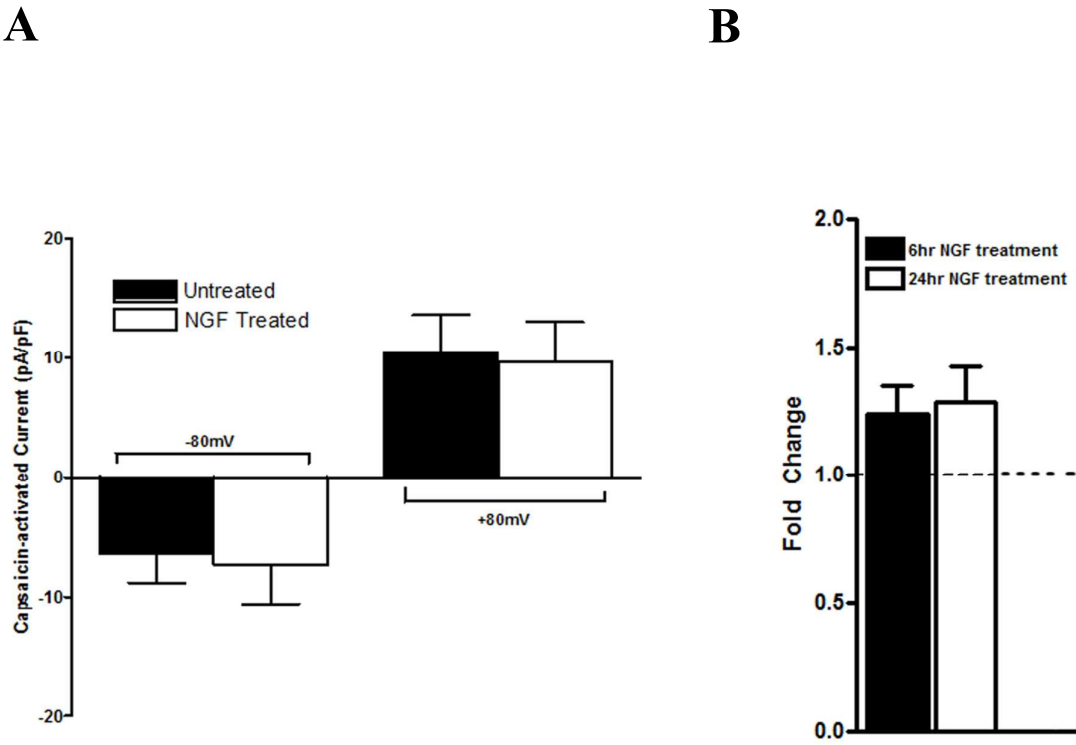 A
B
20
10
0
-10
-20
Capsaicin-activated Current (pA/pF)
Untreated
NGF Treated
-80mV
+80mV
2.0
1.5
1.0
0.5
0.0
Fold Change
6hr NGF treatment
24hr NGF treatment